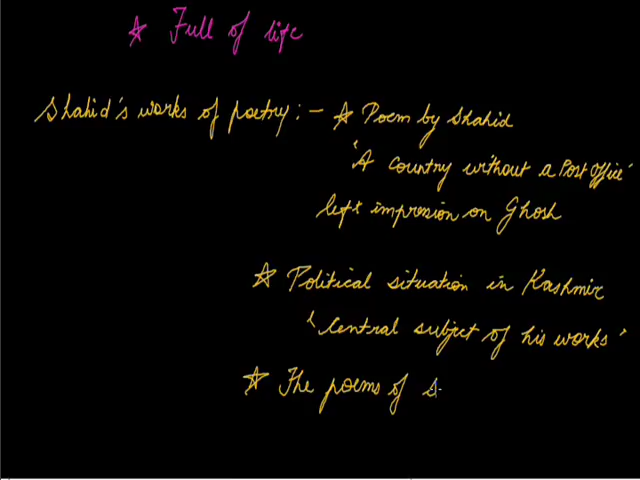 ☆ Full of life
Shahid's works of poetry :- ☆ Poem by Shahid
'A Country without a Post Office'
left impression on Ghosh
☆ Political situation in Kashmir
'Central subject of his works'
☆ The poems of s